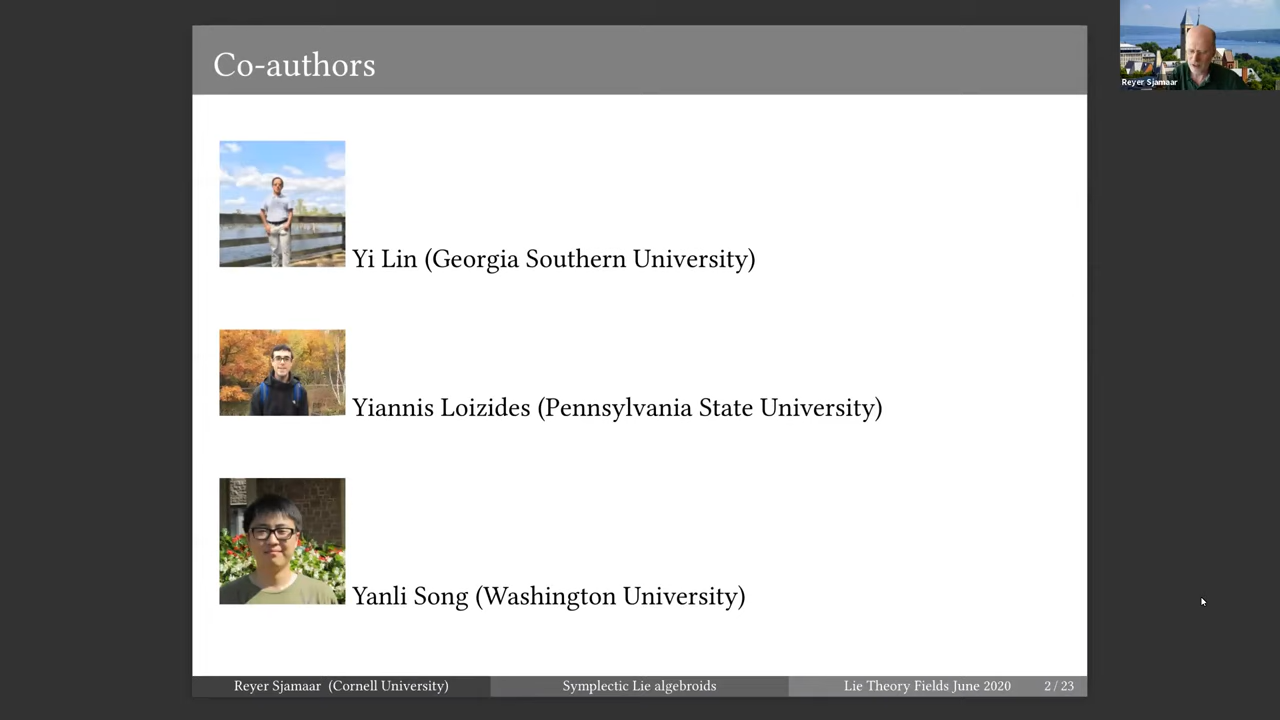 Co-authors
Reyer Sjamaar
Yi Lin (Georgia Southern University)
Yiannis Loizides (Pennsylvania State University)
Yanli Song (Washington University)
Reyer Sjamaar (Cornell University) Symplectic Lie algebroids Lie Theory Fields June 2020 2 / 23